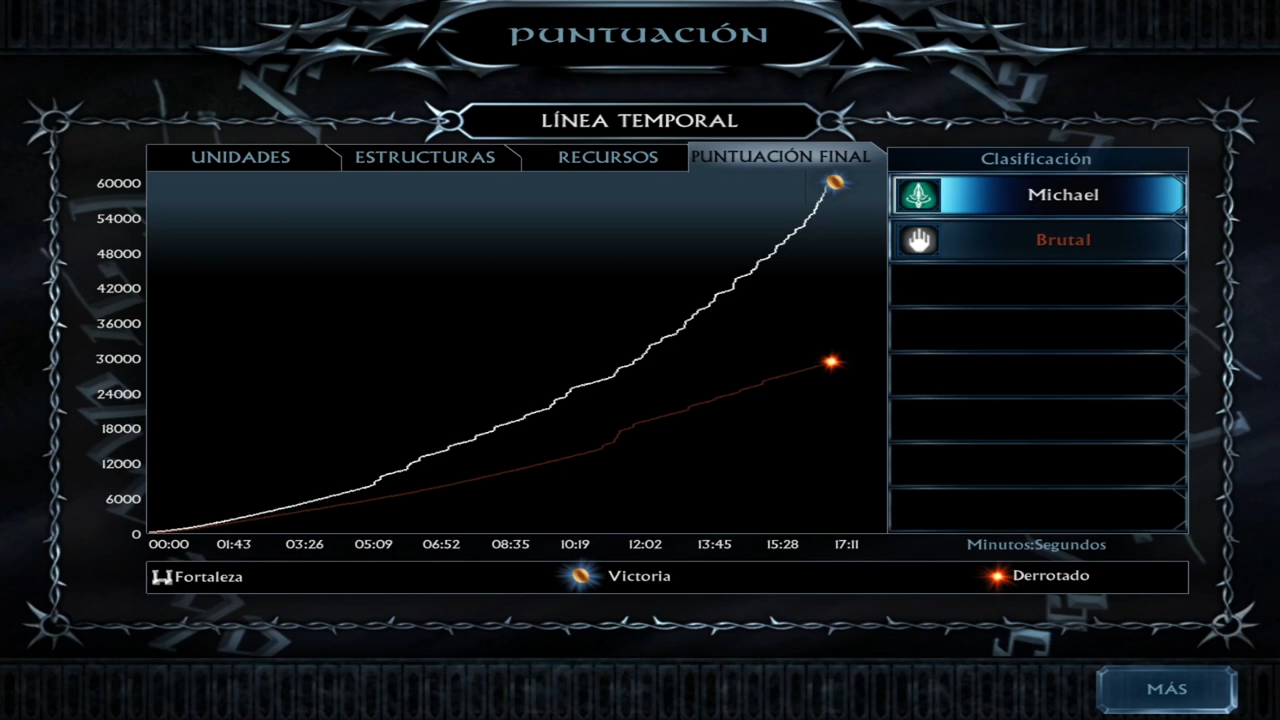 PUNTUACIÓN
LÍNEA TEMPORAL
UNIDADES ESTRUCTURAS RECURSOS PUNTUACIÓN FINAL Clasificación
60000
54000
48000
42000
36000
30000
24000
18000
12000
6000
0
Michael
Brutal
00:00 01:43 03:26 05:09 06:52 08:35 10:19 12:02 13:45 15:28 17:11 Minutos:Segundos
Fortaleza Victoria Derrotado
MÁS